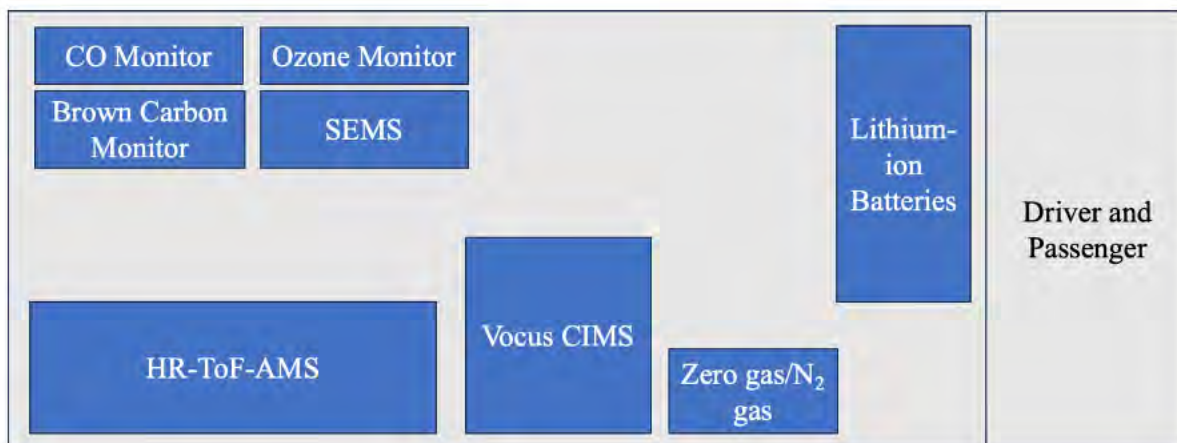 CO Monitor
Ozone Monitor
Brown Carbon
Monitor
SEMS
Lithium-
ion
Batteries
Driver and
Passenger
HR-ToF-AMS
Vocus CIMS
Zero gas/N₂
gas